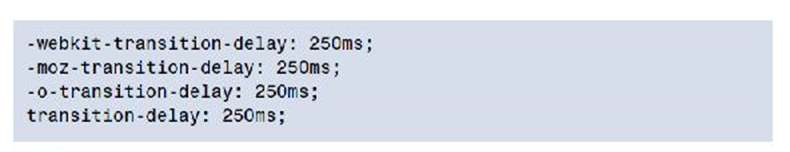 -webkit-transition-delay: 250ms;
-moz-transition-delay: 250ms;
-o-transition-delay: 250ms;
transition-delay: 250ms;